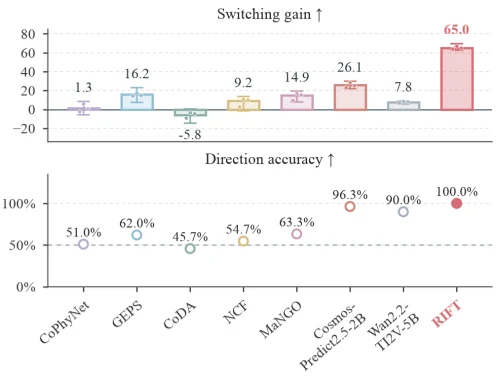 Switching gain ↑
80
60
40
20
0
−20
1.3
16.2
-5.8
9.2
14.9
26.1
7.8
65.0
Direction accuracy ↑
100%
50%
0%
51.0%
62.0%
45.7%
54.7%
63.3%
96.3%
90.0%
100.0%
CoPhyNet
GEPS
CoDA
NCF
MaNGO
Cosmos-
Predict2.5-2B
Wan2.2-
TI2V-5B
RIFT